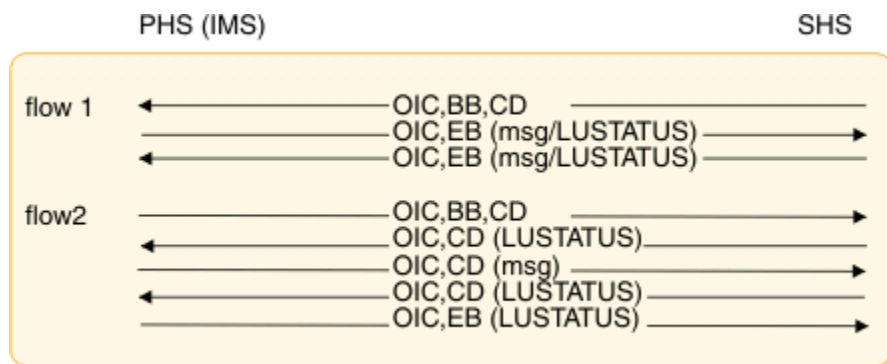 PHS (IMS) SHS
flow 1 OIC,BB,CD
OIC,EB (msg/LUSTATUS)
OIC,EB (msg/LUSTATUS)
flow2 OIC,BB,CD
OIC,CD (LUSTATUS)
OIC,CD (msg)
OIC,CD (LUSTATUS)
OIC,EB (LUSTATUS)